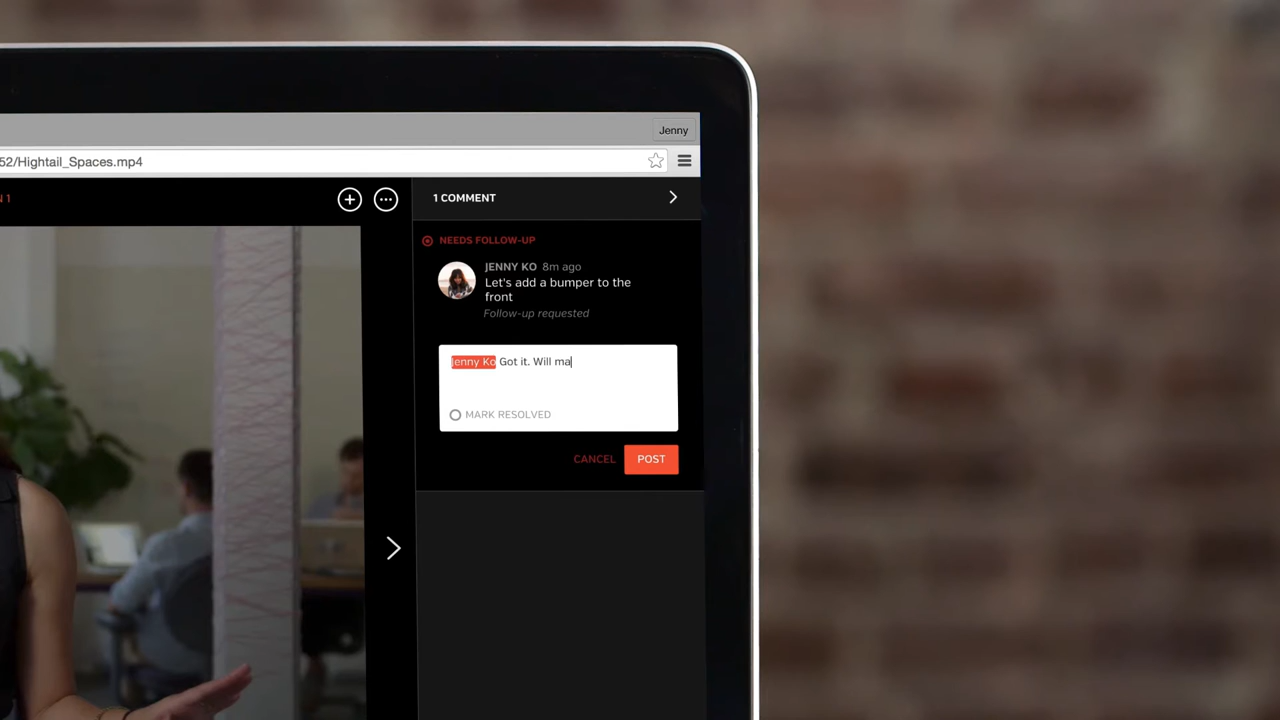 Jenny
52/Hightail_Spaces.mp4
N 1
1 COMMENT
NEEDS FOLLOW-UP
JENNY KO 8m ago
Let's add a bumper to the
front
Follow-up requested
Jenny Ko Got it. Will ma
MARK RESOLVED
CANCEL POST